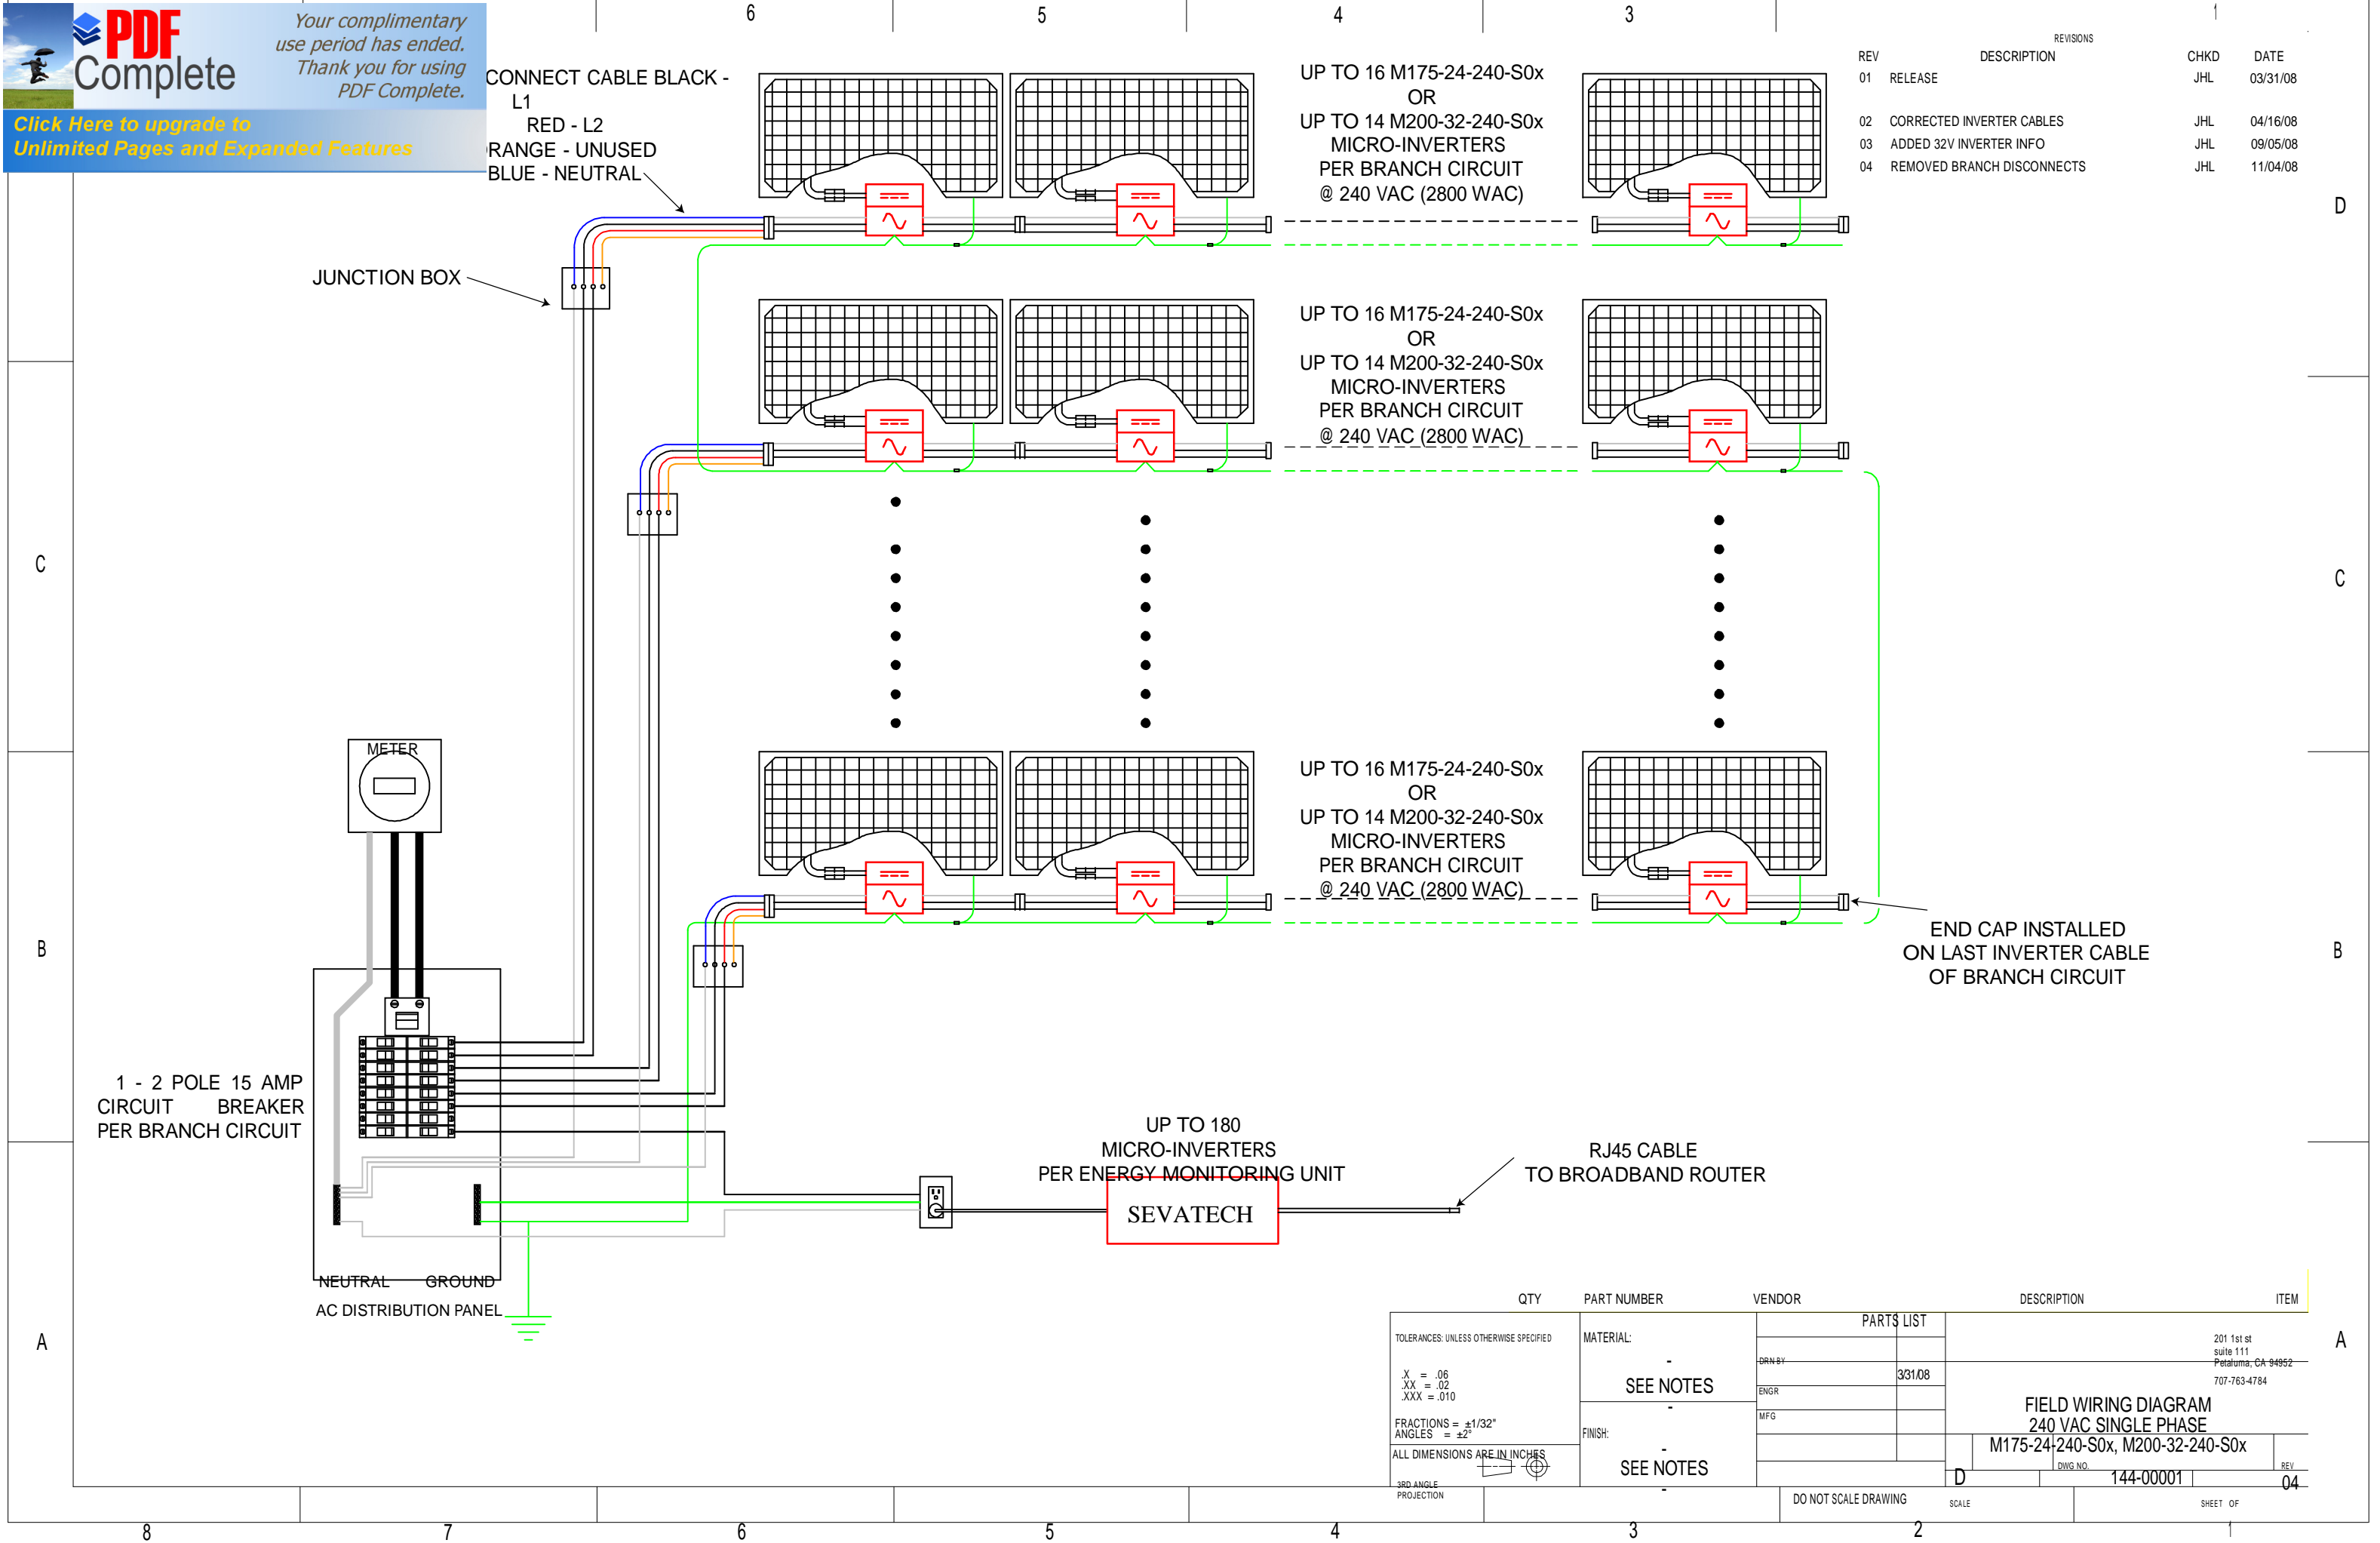 PDF
Complete
Your complimentary
use period has ended.
Thank you for using
PDF Complete.
Click Here to upgrade to
Unlimited Pages and Expanded Features
6 5 4 3 1
CONNECT CABLE BLACK -
L1
RED - L2
RANGE - UNUSED
BLUE - NEUTRAL
JUNCTION BOX
UP TO 16 M175-24-240-S0x
OR
UP TO 14 M200-32-240-S0x
MICRO-INVERTERS
PER BRANCH CIRCUIT
@ 240 VAC (2800 WAC)
REVISIONS
REV DESCRIPTION CHKD DATE
01 RELEASE JHL 03/31/08
02 CORRECTED INVERTER CABLES JHL 04/16/08
03 ADDED 32V INVERTER INFO JHL 09/05/08
04 REMOVED BRANCH DISCONNECTS JHL 11/04/08
D
UP TO 16 M175-24-240-S0x
OR
UP TO 14 M200-32-240-S0x
MICRO-INVERTERS
PER BRANCH CIRCUIT
@ 240 VAC (2800 WAC)
C C
METER
UP TO 16 M175-24-240-S0x
OR
UP TO 14 M200-32-240-S0x
MICRO-INVERTERS
PER BRANCH CIRCUIT
@ 240 VAC (2800 WAC)
B B
END CAP INSTALLED
ON LAST INVERTER CABLE
OF BRANCH CIRCUIT
1 - 2 POLE 15 AMP
CIRCUIT BREAKER
PER BRANCH CIRCUIT
UP TO 180
MICRO-INVERTERS
PER ENERGY MONITORING UNIT
SEVATECH
RJ45 CABLE
TO BROADBAND ROUTER
NEUTRAL GROUND
AC DISTRIBUTION PANEL
A A
QTY PART NUMBER VENDOR DESCRIPTION ITEM
PARTS LIST
TOLERANCES: UNLESS OTHERWISE SPECIFIED
.X = .06
.XX = .02
.XXX = .010
FRACTIONS = ±1/32"
ANGLES = ±2°
ALL DIMENSIONS ARE IN INCHES
3RD ANGLE
PROJECTION
MATERIAL:
-
SEE NOTES
-
FINISH:
-
SEE NOTES
-
DRN BY 3/31/08
ENGR
MFG
201 1st st
suite 111
Petaluma, CA 94952
707-763-4784
FIELD WIRING DIAGRAM
240 VAC SINGLE PHASE
M175-24-240-S0x, M200-32-240-S0x
DWG NO. REV
D 144-00001 04
DO NOT SCALE DRAWING SCALE SHEET OF
8 7 6 5 4 3 2 1